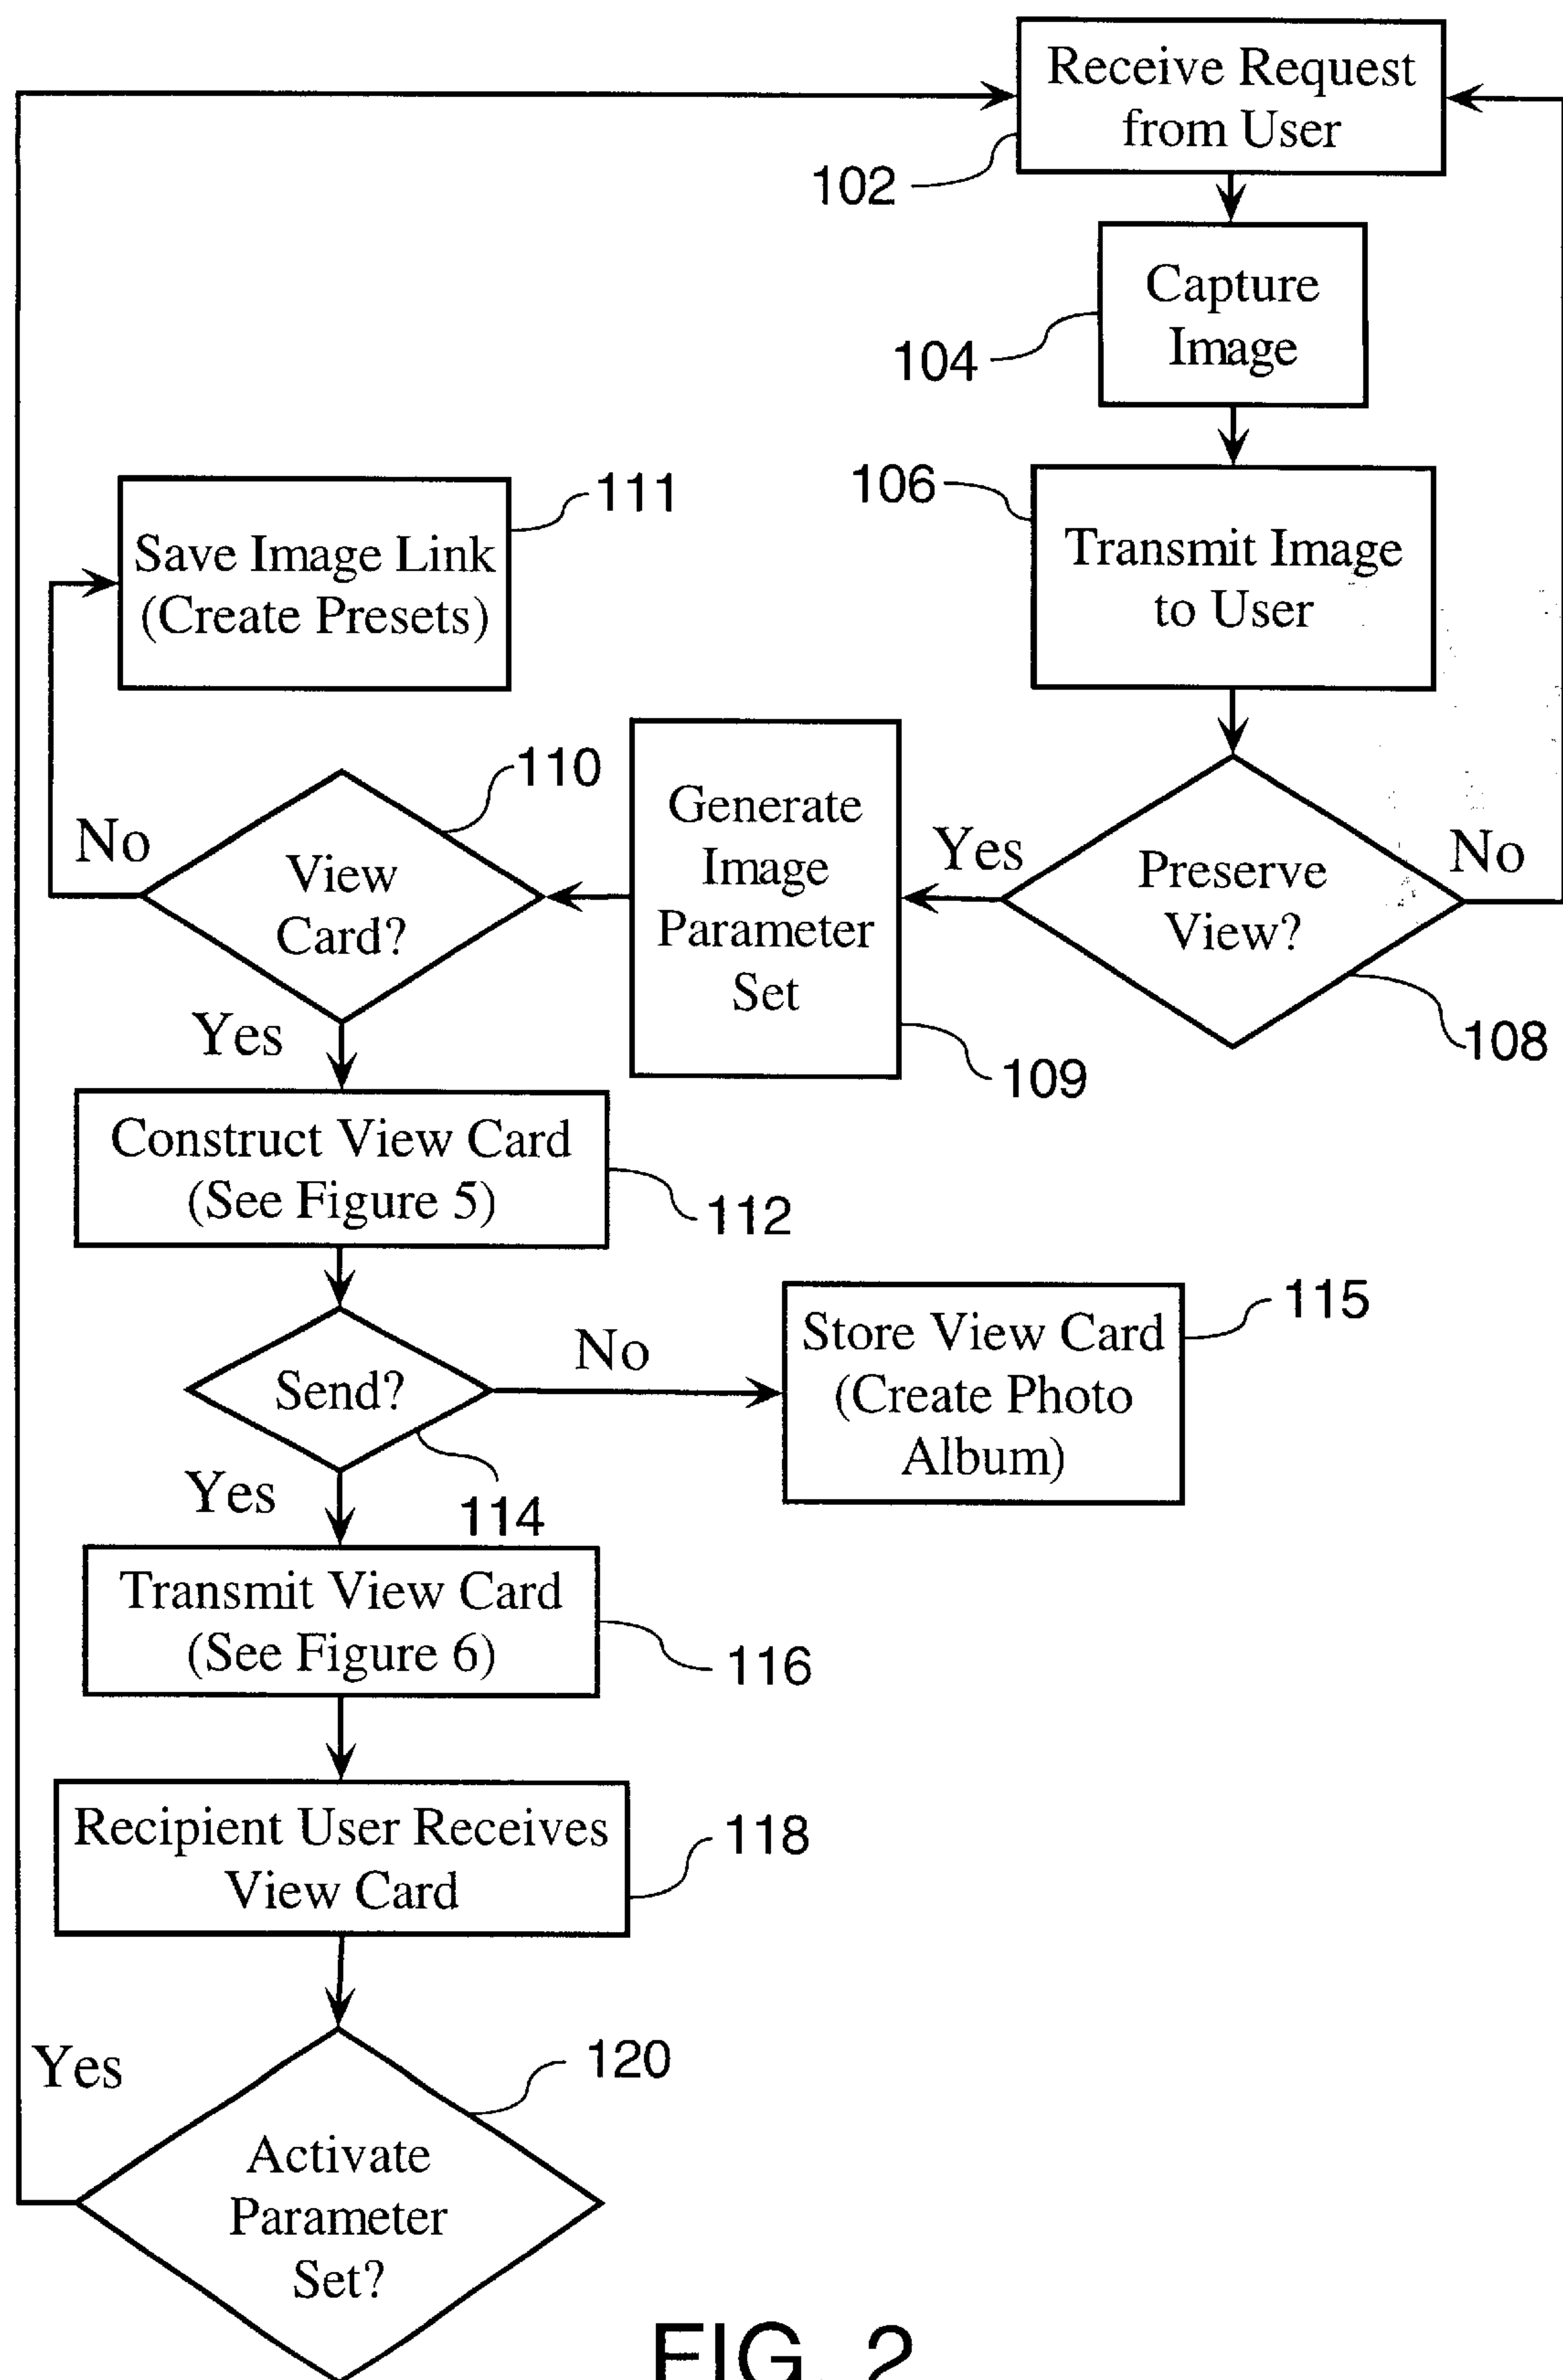 Receive Request
from User
102
Capture
Image
104
106
Transmit Image
to User
111
Save Image Link
(Create Presets)
110
No
View
Card?
Generate
Image
Parameter
Set
109
Yes
Preserve
View?
No
108
Yes
Construct View Card
(See Figure 5)
112
Send?
No
114
Store View Card
(Create Photo
Album)
115
Yes
Transmit View Card
(See Figure 6)
116
Recipient User Receives
View Card
118
Yes
120
Activate
Parameter
Set?
FIG. 2